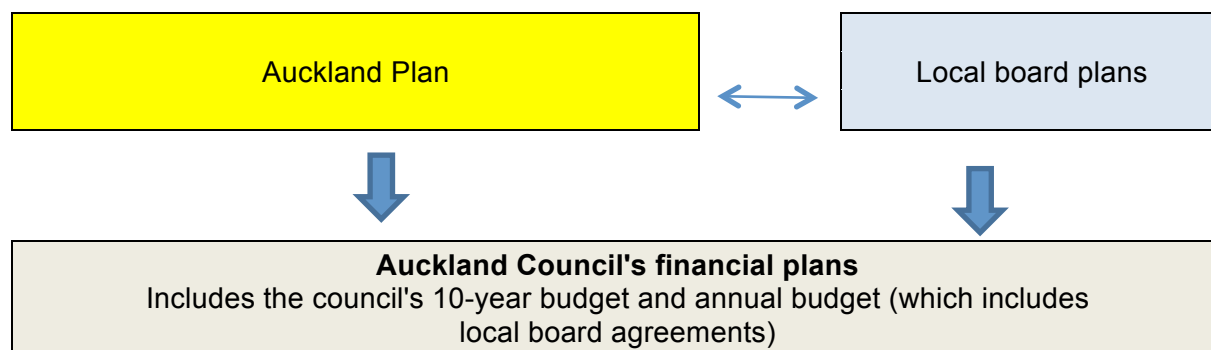 Auckland Plan
Local board plans
Auckland Council's financial plans
Includes the council's 10-year budget and annual budget (which includes
local board agreements)